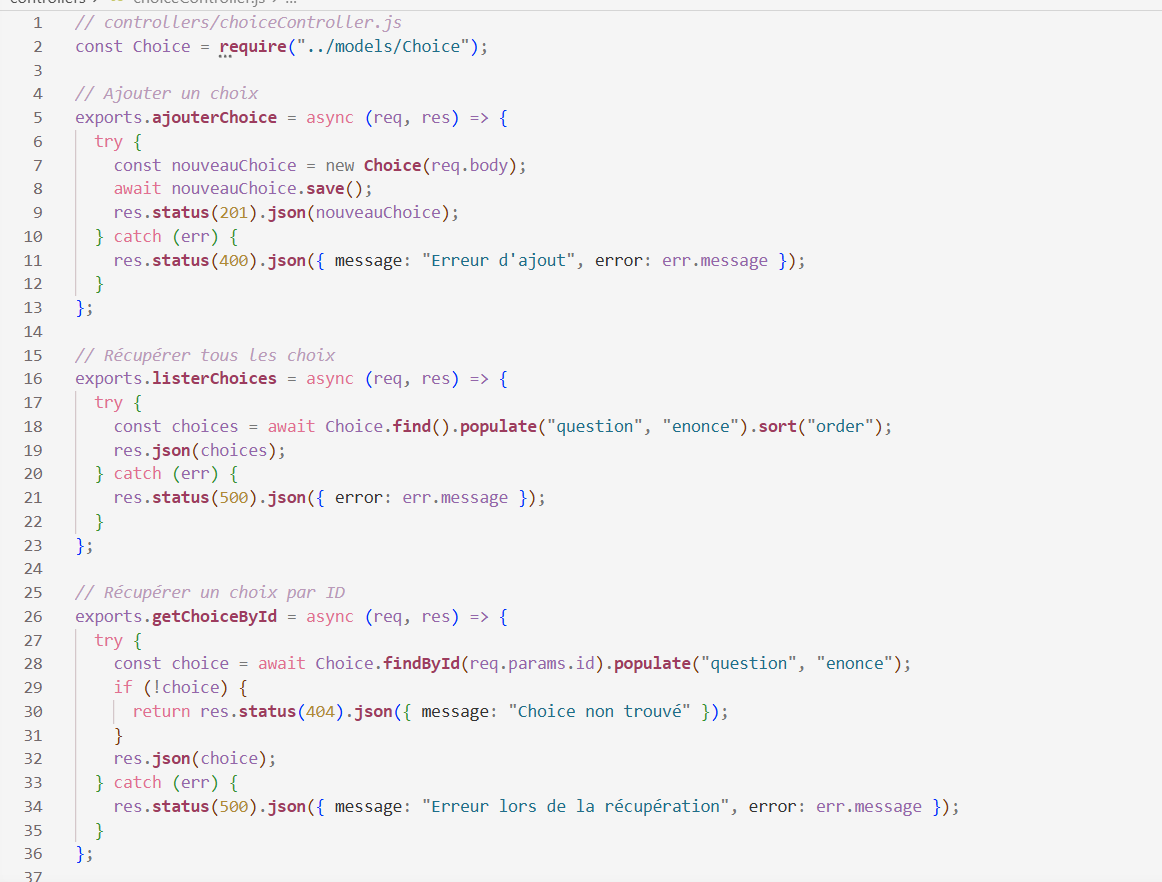 controllers > choiceController.js > ...
1 // controllers/choiceController.js
2 const Choice = require("../models/Choice");
3
4 // Ajouter un choix
5 exports.ajouterChoice = async (req, res) => {
6 try {
7 const nouveauChoice = new Choice(req.body);
8 await nouveauChoice.save();
9 res.status(201).json(nouveauChoice);
10 } catch (err) {
11 res.status(400).json({ message: "Erreur d'ajout", error: err.message });
12 }
13 };
14
15 // Récupérer tous les choix
16 exports.listerChoices = async (req, res) => {
17 try {
18 const choices = await Choice.find().populate("question", "enonce").sort("order");
19 res.json(choices);
20 } catch (err) {
21 res.status(500).json({ error: err.message });
22 }
23 };
24
25 // Récupérer un choix par ID
26 exports.getChoiceById = async (req, res) => {
27 try {
28 const choice = await Choice.findById(req.params.id).populate("question", "enonce");
29 if (!choice) {
30 return res.status(404).json({ message: "Choice non trouvé" });
31 }
32 res.json(choice);
33 } catch (err) {
34 res.status(500).json({ message: "Erreur lors de la récupération", error: err.message });
35 }
36 };
37